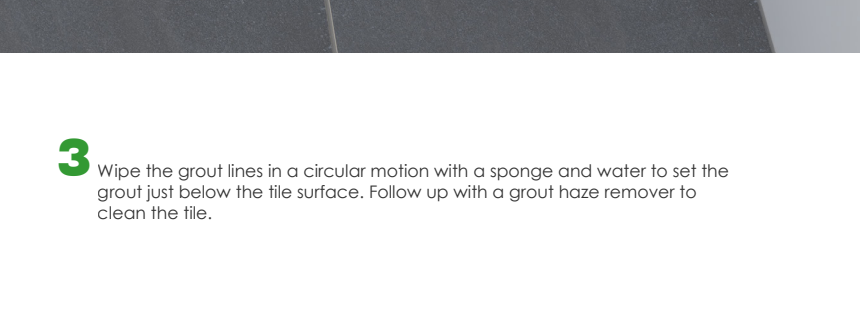 3
Wipe the grout lines in a circular motion with a sponge and water to set the
grout just below the tile surface. Follow up with a grout haze remover to
clean the tile.